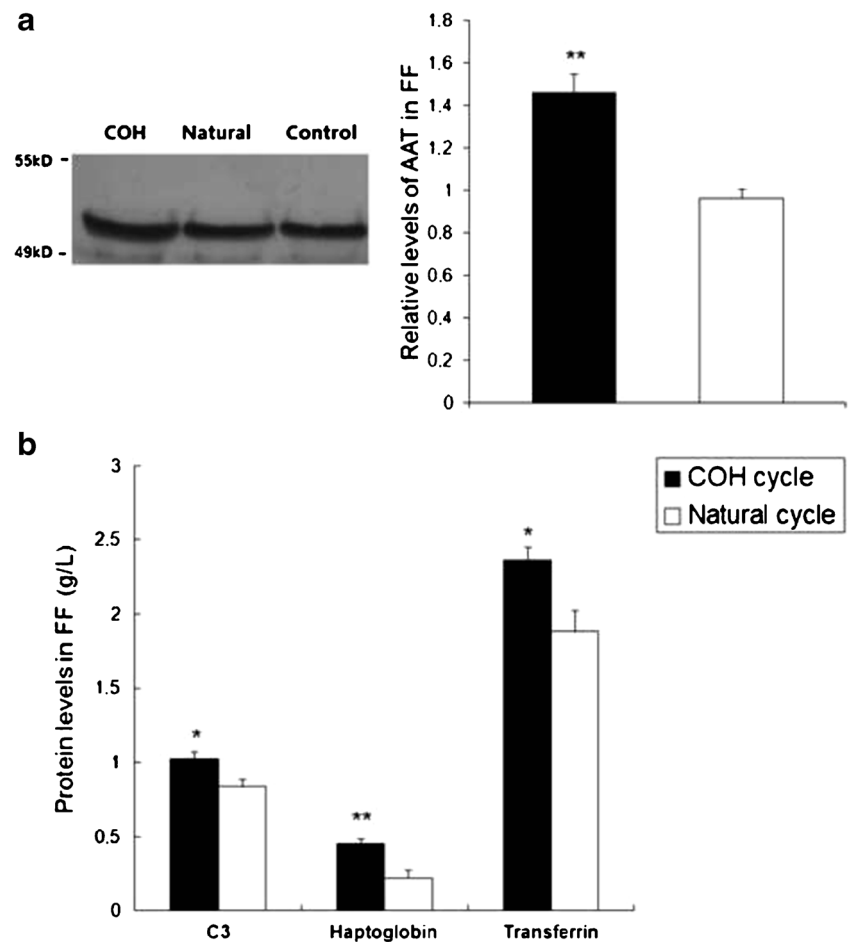 a
COH Natural Control
55kD -
49kD -
Relative levels of AAT in FF
1.8
1.6
1.4
1.2
1
0.8
0.6
0.4
0.2
0
**
b
Protein levels in FF (g/L)
3
2.5
2
1.5
1
0.5
0
*
**
*
C3 Haptoglobin Transferrin
COH cycle
Natural cycle